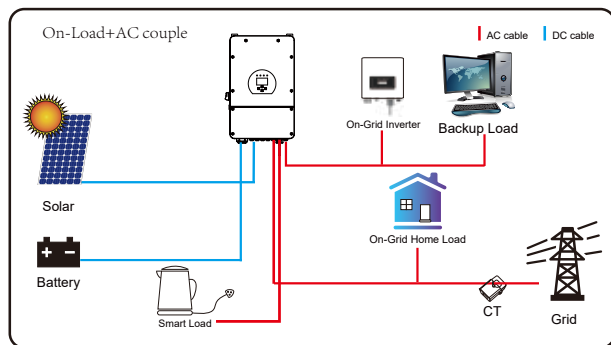 On-Load+AC couple
AC cable
DC cable
On-Grid Inverter
Backup Load
Solar
On-Grid Home Load
Battery
Smart Load
CT
Grid